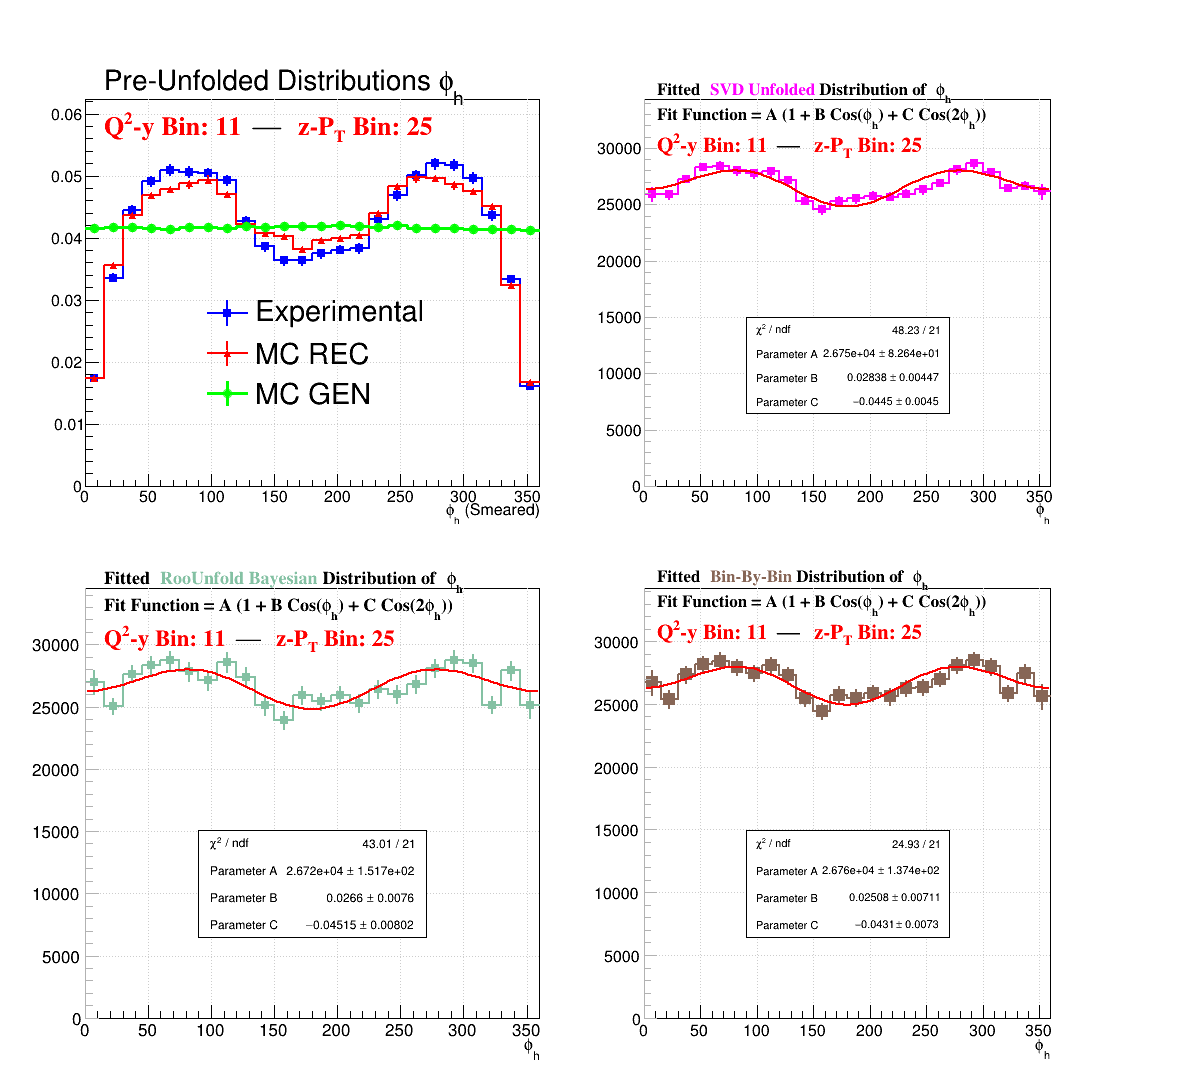 Pre-Unfolded Distributions ϕh
Q2-y Bin: 11 — z-PT Bin: 25
0.06
0.05
0.04
0.03
0.02
0.01
0
Experimental
MC REC
MC GEN
0 50 100 150 200 250 300 350
ϕh (Smeared)
Fitted SVD Unfolded Distribution of ϕh
Fit Function = A (1 + B Cos(ϕh) + C Cos(2ϕh))
Q2-y Bin: 11 — z-PT Bin: 25
30000
25000
20000
15000
10000
5000
0
χ2 / ndf 48.23 / 21
Parameter A 2.675e+04 ± 8.264e+01
Parameter B 0.02838 ± 0.00447
Parameter C −0.0445 ± 0.0045
0 50 100 150 200 250 300 350
ϕh
Fitted RooUnfold Bayesian Distribution of ϕh
Fit Function = A (1 + B Cos(ϕh) + C Cos(2ϕh))
Q2-y Bin: 11 — z-PT Bin: 25
30000
25000
20000
15000
10000
5000
0
χ2 / ndf 43.01 / 21
Parameter A 2.672e+04 ± 1.517e+02
Parameter B 0.0266 ± 0.0076
Parameter C −0.04515 ± 0.00802
0 50 100 150 200 250 300 350
ϕh
Fitted Bin-By-Bin Distribution of ϕh
Fit Function = A (1 + B Cos(ϕh) + C Cos(2ϕh))
Q2-y Bin: 11 — z-PT Bin: 25
30000
25000
20000
15000
10000
5000
0
χ2 / ndf 24.93 / 21
Parameter A 2.676e+04 ± 1.374e+02
Parameter B 0.02508 ± 0.00711
Parameter C −0.0431 ± 0.0073
0 50 100 150 200 250 300 350
ϕh